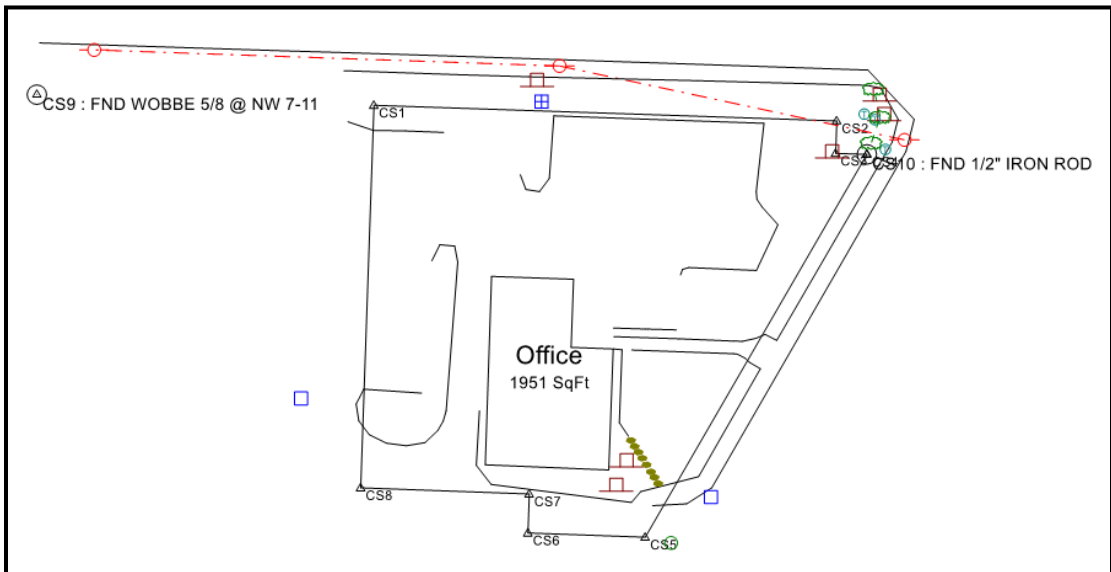 CS9 : FND WOBBE 5/8 @ NW 7-11
CS1
CS2
CS3
CS10 : FND 1/2" IRON ROD
Office
1951 SqFt
CS8
CS7
CS6
CS5